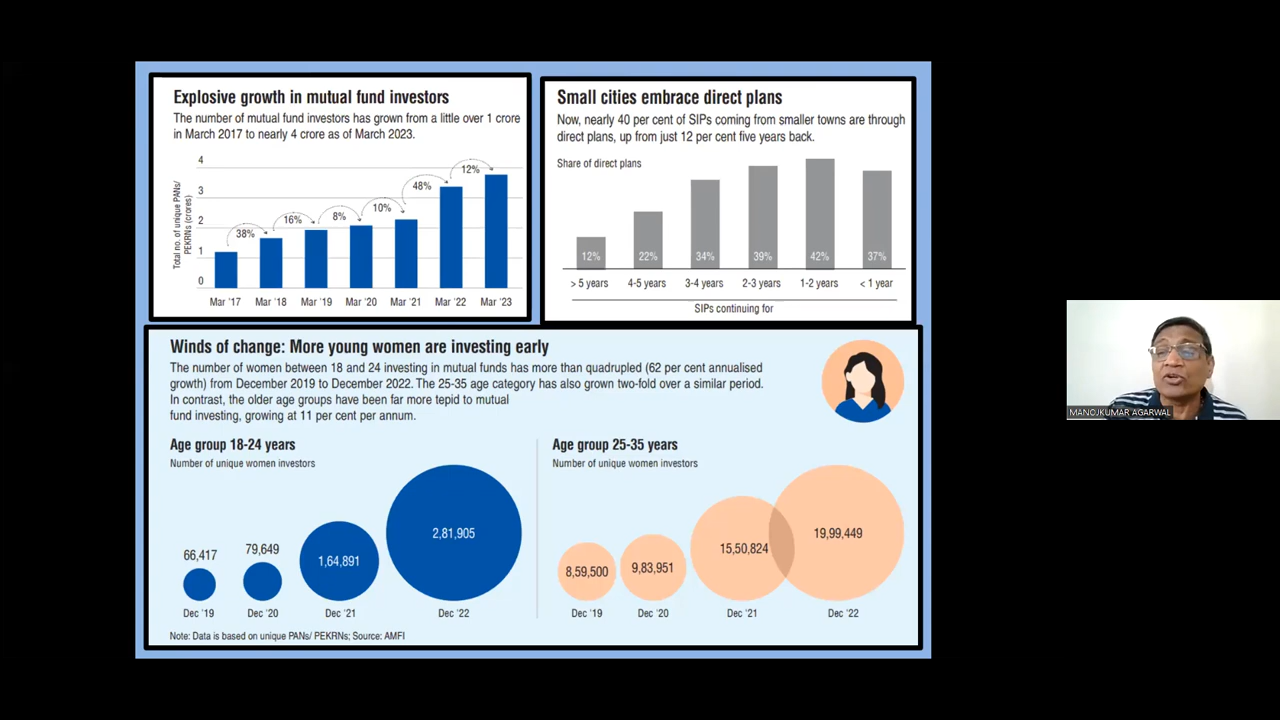 Explosive growth in mutual fund investors
The number of mutual fund investors has grown from a little over 1 crore
in March 2017 to nearly 4 crore as of March 2023.
Total no. of unique PANs/
PEKRNs (crores)
4
3
2
1
0
38%
16%
8%
10%
48%
12%
Mar '17
Mar '18
Mar '19
Mar '20
Mar '21
Mar '22
Mar '23
Small cities embrace direct plans
Now, nearly 40 per cent of SIPs coming from smaller towns are through
direct plans, up from just 12 per cent five years back.
Share of direct plans
12%
22%
34%
39%
42%
37%
> 5 years
4-5 years
3-4 years
2-3 years
1-2 years
< 1 year
SIPs continuing for
Winds of change: More young women are investing early
The number of women between 18 and 24 investing in mutual funds has more than quadrupled (62 per cent annualised
growth) from December 2019 to December 2022. The 25-35 age category has also grown two-fold over a similar period.
In contrast, the older age groups have been far more tepid to mutual
fund investing, growing at 11 per cent per annum.
Age group 18-24 years
Number of unique women investors
66,417
79,649
1,64,891
2,81,905
Dec '19
Dec '20
Dec '21
Dec '22
Age group 25-35 years
Number of unique women investors
8,59,500
9,83,951
15,50,824
19,99,449
Dec '19
Dec '20
Dec '21
Dec '22
Note: Data is based on unique PANs/ PEKRNs; Source: AMFI
MANOJKUMAR AGARWAL